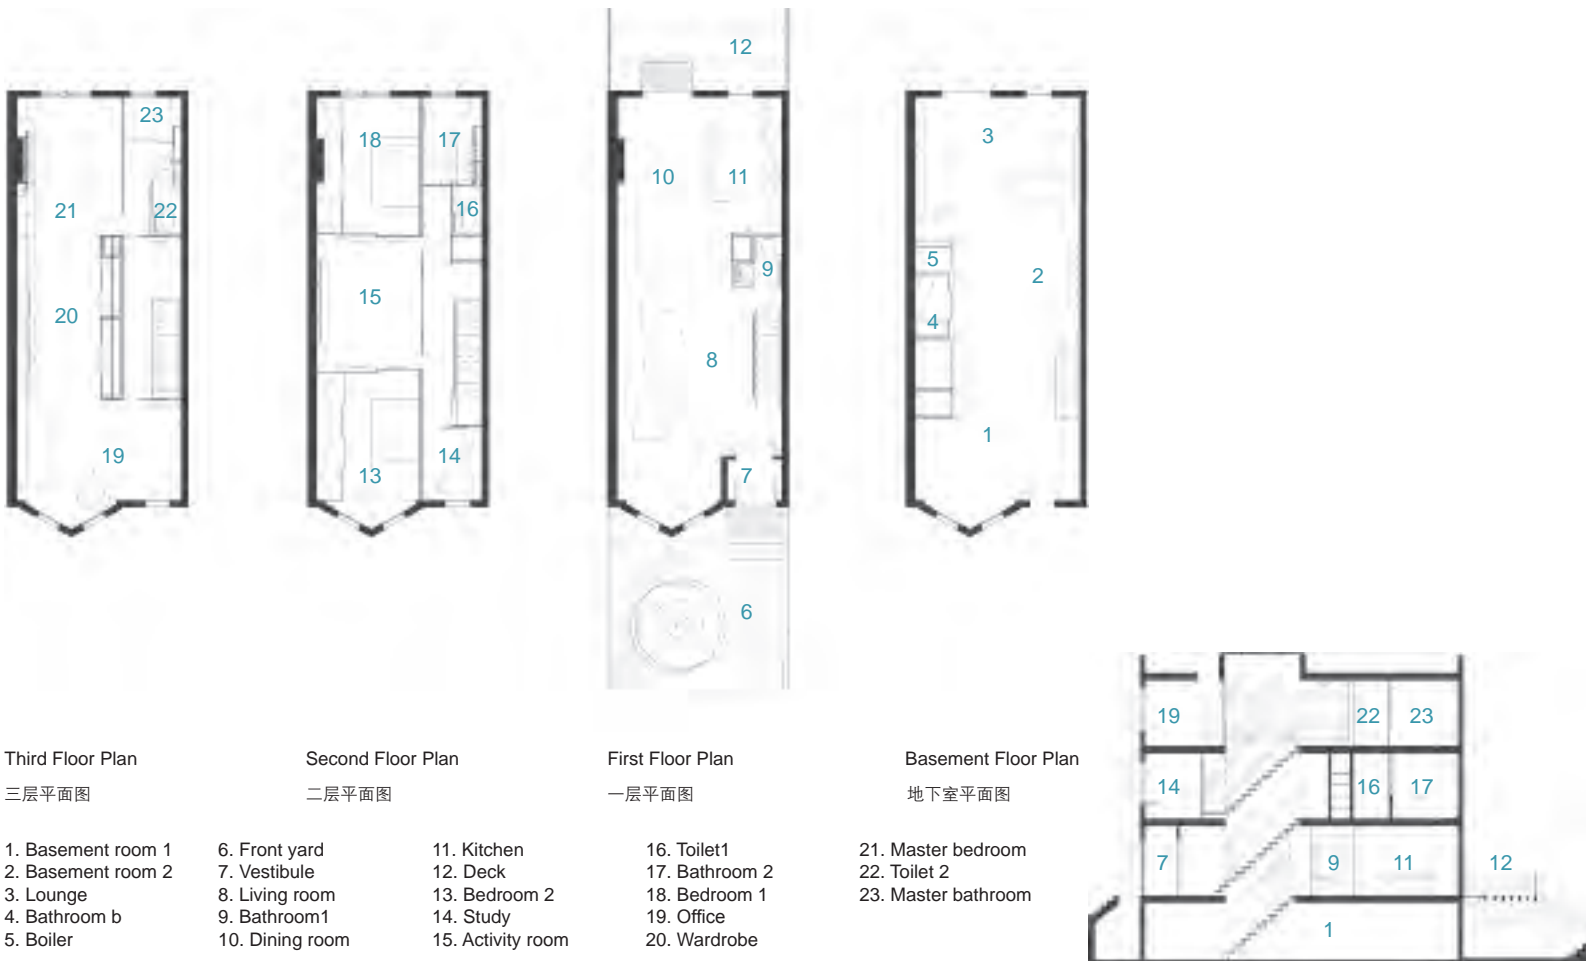 12
23
18
17
3
10
11
21
22
16
5
9
2
15
20
4
8
1
19
14
13
7
6
19
22
23
14
16
17
7
9
11
12
1
Third Floor Plan
三层平面图
Second Floor Plan
二层平面图
First Floor Plan
一层平面图
Basement Floor Plan
地下室平面图
1. Basement room 1
2. Basement room 2
3. Lounge
4. Bathroom b
5. Boiler
6. Front yard
7. Vestibule
8. Living room
9. Bathroom1
10. Dining room
11. Kitchen
12. Deck
13. Bedroom 2
14. Study
15. Activity room
16. Toilet1
17. Bathroom 2
18. Bedroom 1
19. Office
20. Wardrobe
21. Master bedroom
22. Toilet 2
23. Master bathroom